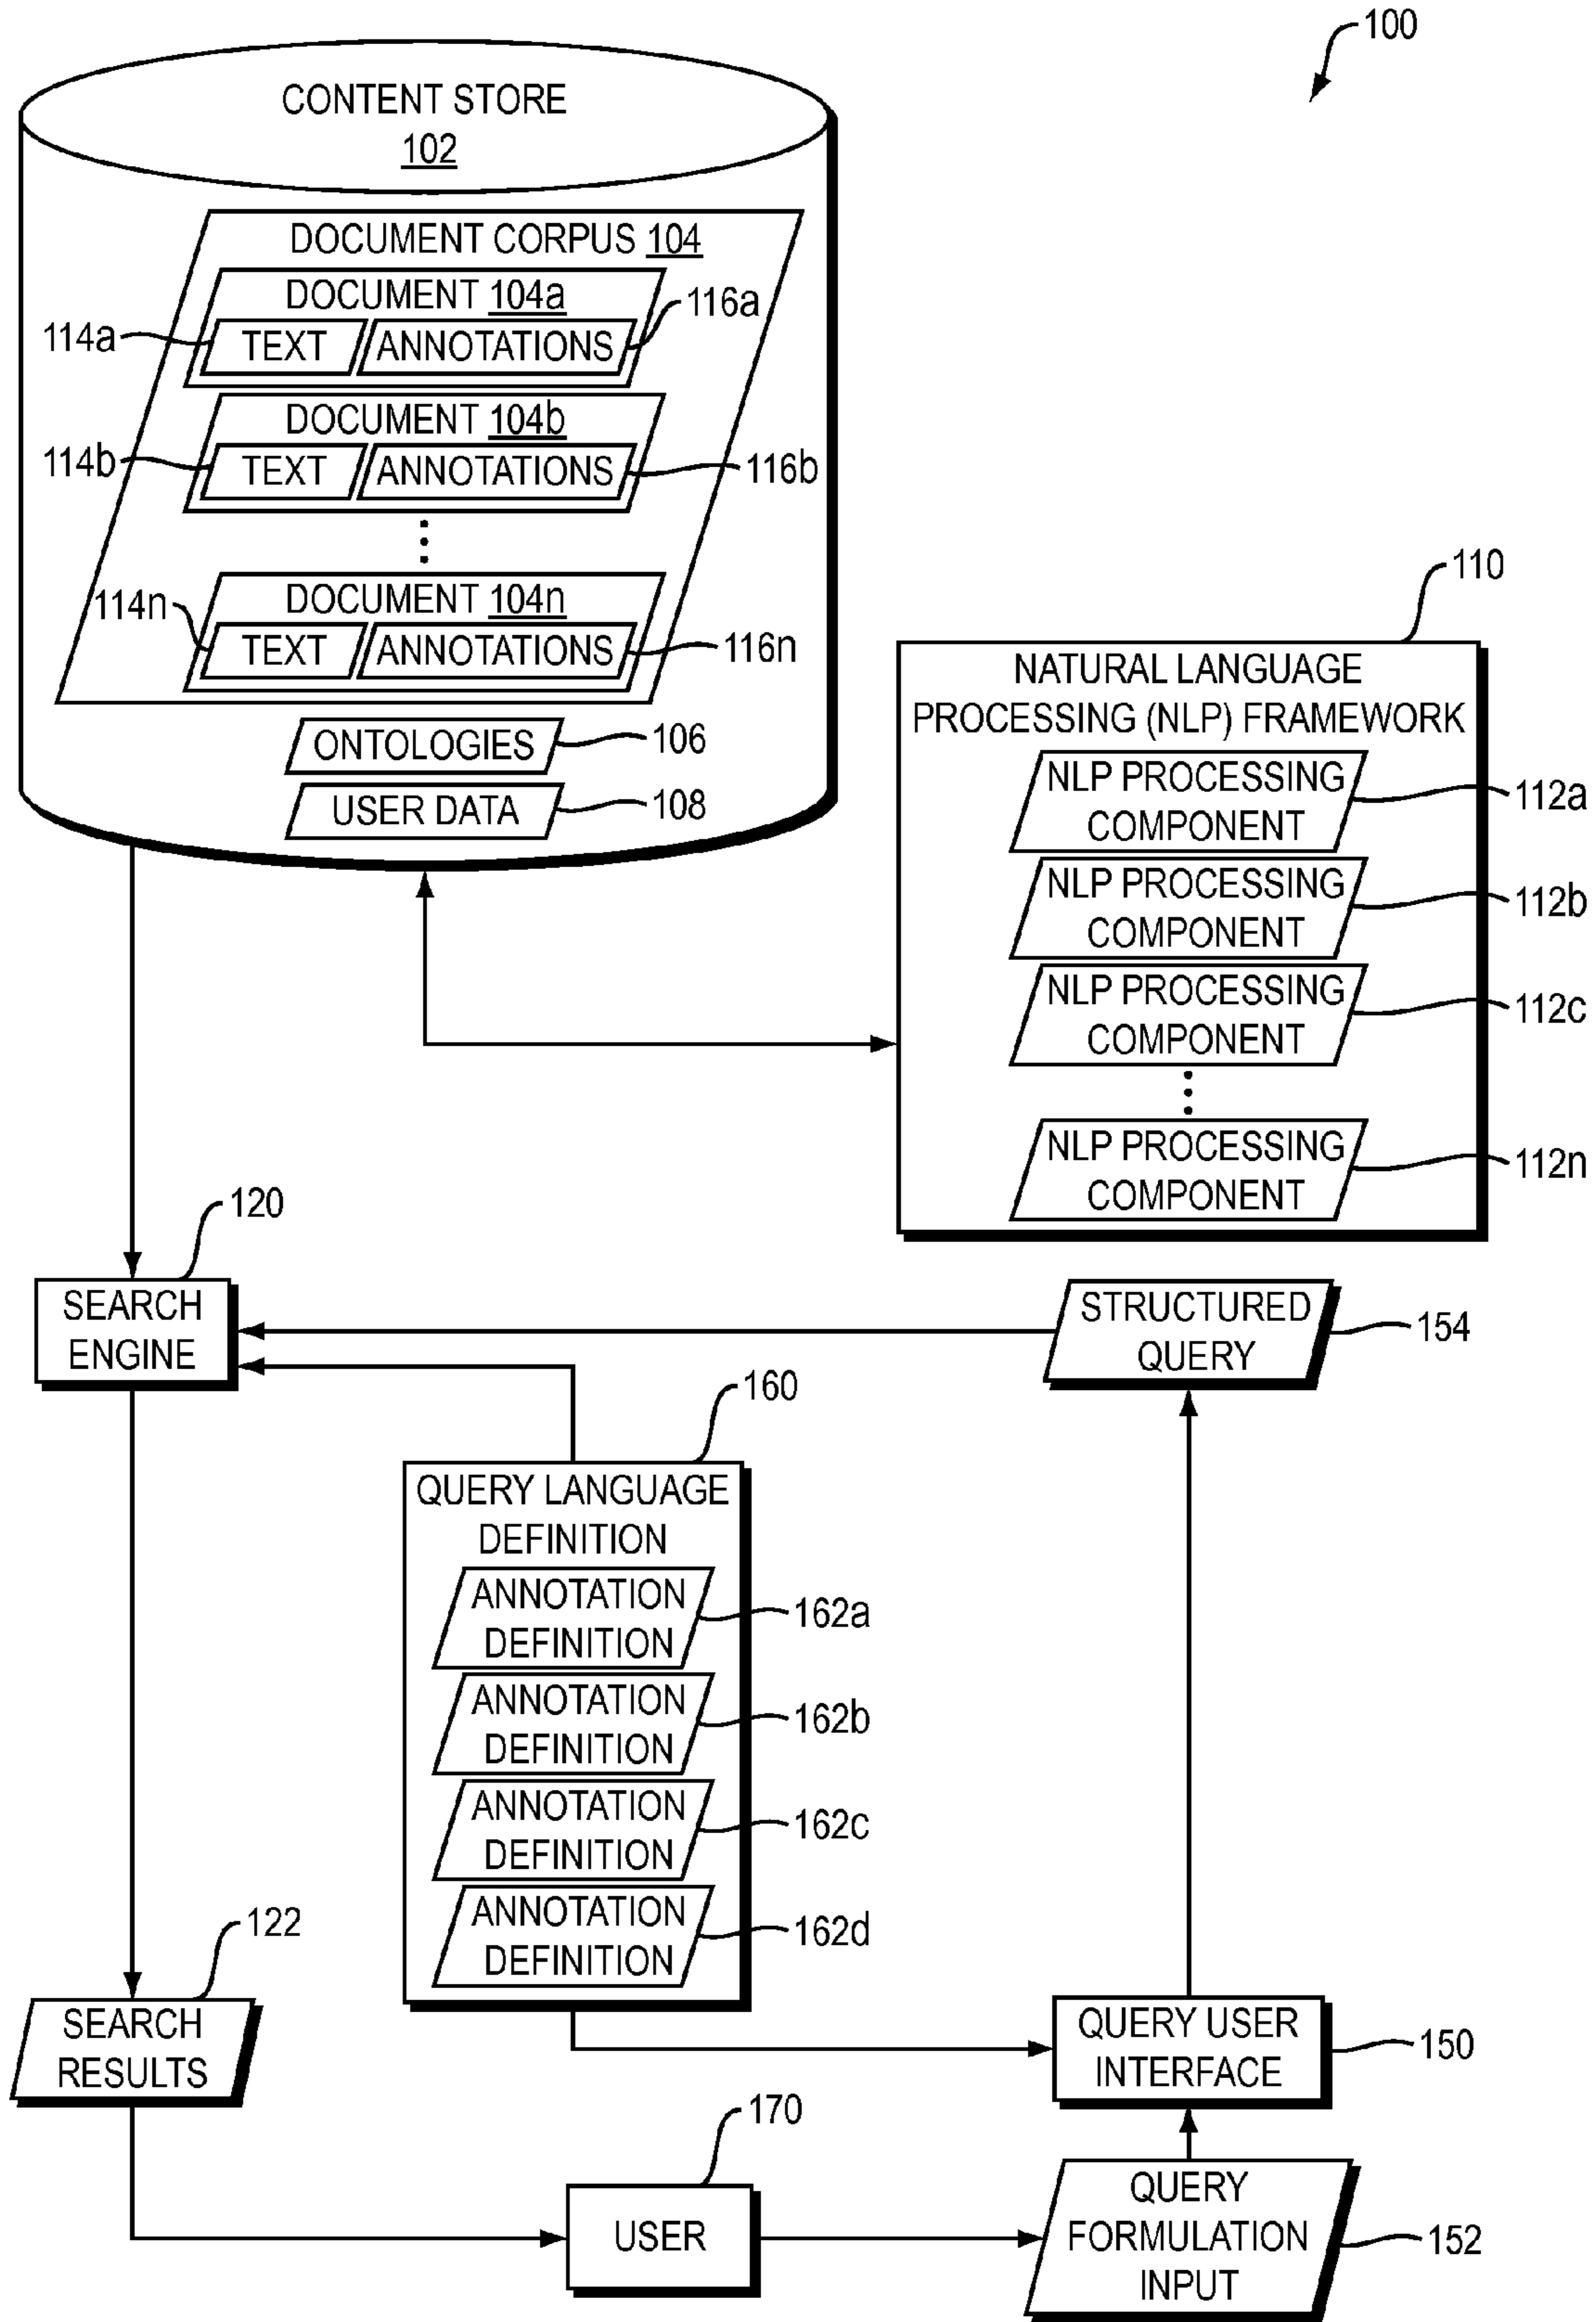 100
CONTENT STORE
102
DOCUMENT CORPUS 104
DOCUMENT 104a
114a
TEXT
ANNOTATIONS
116a
DOCUMENT 104b
114b
TEXT
ANNOTATIONS
116b
DOCUMENT 104n
114n
TEXT
ANNOTATIONS
116n
ONTOLOGIES
106
USER DATA
108
110
NATURAL LANGUAGE
PROCESSING (NLP) FRAMEWORK
NLP PROCESSING
COMPONENT
112a
NLP PROCESSING
COMPONENT
112b
NLP PROCESSING
COMPONENT
112c
NLP PROCESSING
COMPONENT
112n
120
SEARCH
ENGINE
STRUCTURED
QUERY
154
160
QUERY LANGUAGE
DEFINITION
ANNOTATION
DEFINITION
162a
ANNOTATION
DEFINITION
162b
ANNOTATION
DEFINITION
162c
ANNOTATION
DEFINITION
162d
122
SEARCH
RESULTS
QUERY USER
INTERFACE
150
170
USER
QUERY
FORMULATION
INPUT
152